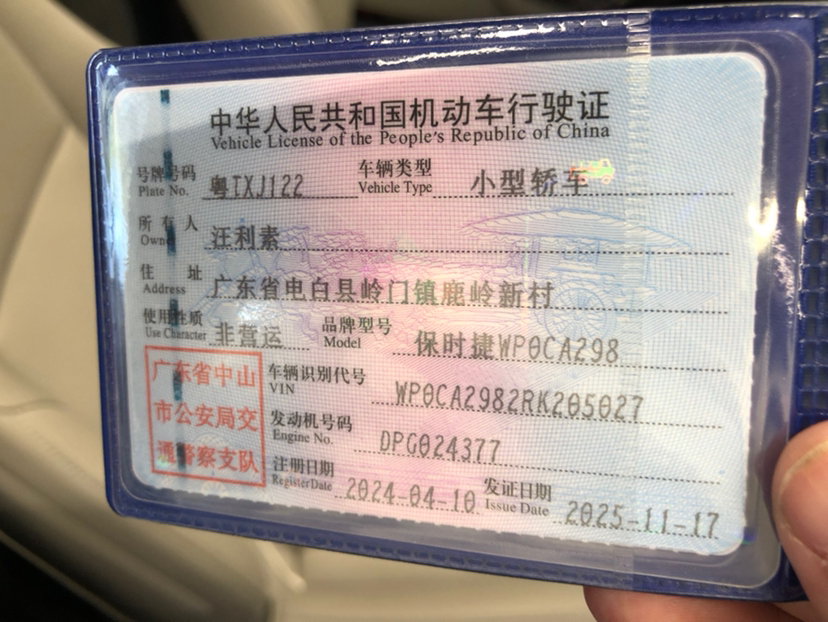 中华人民共和国机动车行驶证
Vehicle License of the People's Republic of China
号牌号码 粤TXJ122 车辆类型 小型轿车
Plate No. Vehicle Type
所有人 汪利素
Owner
住址 广东省电白县岭门镇鹿岭新村
Address
使用性质 非营运 品牌型号 保时捷WP0CA298
Use Character Model
广东省中山
市公安局交
通警察支队
车辆识别代号 WP0CA2982RK205027
VIN
发动机号码 DPG024377
Engine No.
注册日期 2024-04-10 发证日期 2025-11-17
Register Date Issue Date